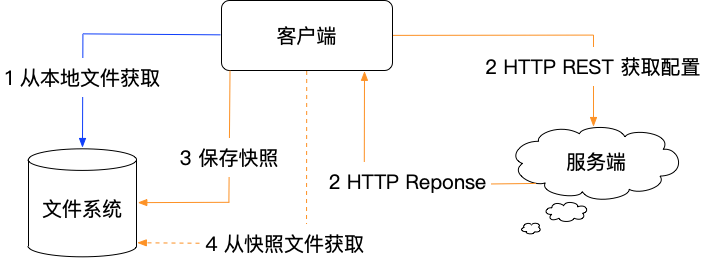 客户端
1 从本地文件获取
2 HTTP REST 获取配置
3 保存快照
服务端
2 HTTP Reponse
文件系统
4 从快照文件获取